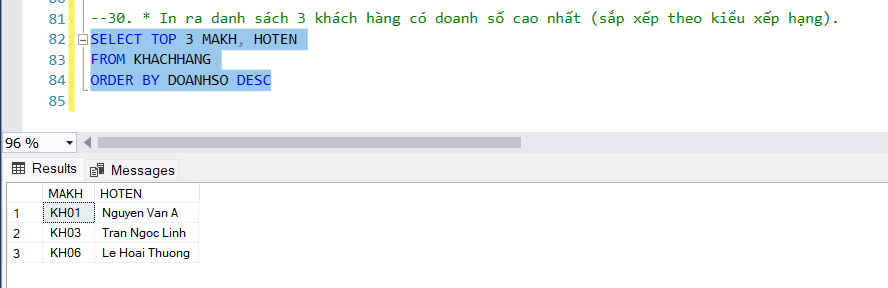 81 --30. * In ra danh sách 3 khách hàng có doanh số cao nhất (sắp xếp theo kiểu xếp hạng).
82 SELECT TOP 3 MAKH, HOTEN
83 FROM KHACHHANG
84 ORDER BY DOANHSO DESC
85
96 %
Results Messages
MAKH HOTEN
1 KH01 Nguyen Van A
2 KH03 Tran Ngoc Linh
3 KH06 Le Hoai Thuong